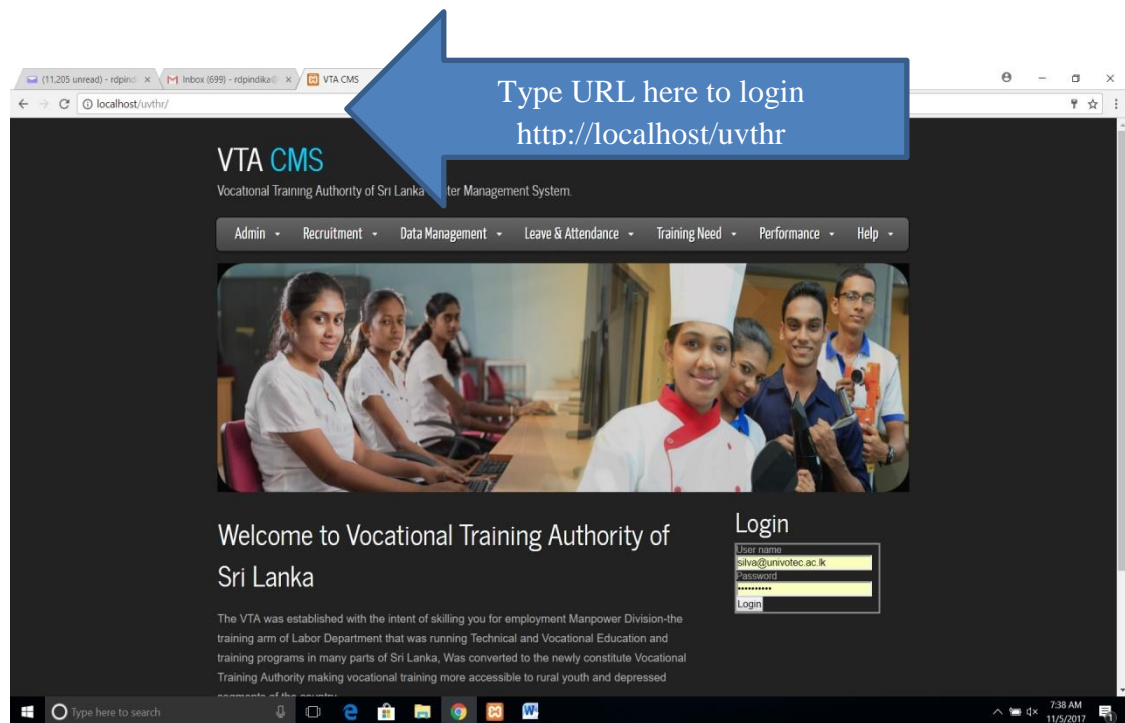 Type URL here to login
http://localhost/uvthr
(11,205 unread) - rdpind
Inbox (699) - rdpindika@
VTA CMS
localhost/uvthr/
VTA CMS
Vocational Training Authority of Sri Lanka Management System.
Admin
Recruitment
Data Management
Leave & Attendance
Training Need
Performance
Help
Welcome to Vocational Training Authority of
Sri Lanka
The VTA was established with the intent of skilling you for employment Manpower Division-the
training arm of Labor Department that was running Technical and Vocational Education and
training programs in many parts of Sri Lanka, Was converted to the newly constitute Vocational
Training Authority making vocational training more accessible to rural youth and depressed
segments of the country
Login
User name
silva@univotec.ac.lk
Password
••••••••••
Login
Type here to search
7:38 AM
11/5/2017